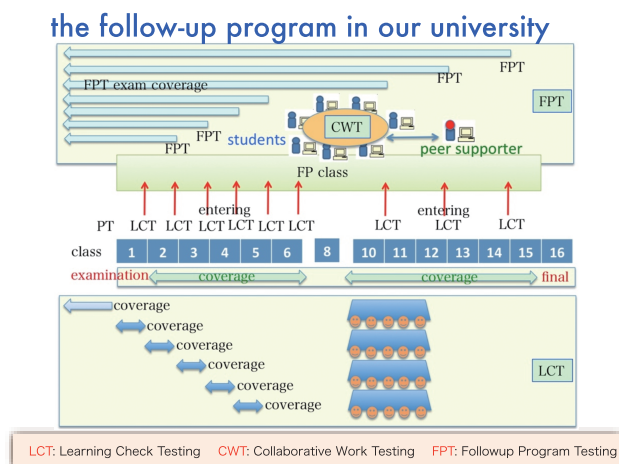 the follow-up program in our university
FPT
FPT
FPT exam coverage
FPT
CWT
FPT
students
peer supporter
FPT
FP class
entering
entering
PT LCT LCT LCT LCT LCT LCT LCT LCT LCT
class 1 2 3 4 5 6 8 10 11 12 13 14 15 16
examination coverage coverage final
coverage
coverage
coverage
coverage
LCT
coverage
coverage
LCT: Learning Check Testing CWT: Collaborative Work Testing FPT: Followup Program Testing